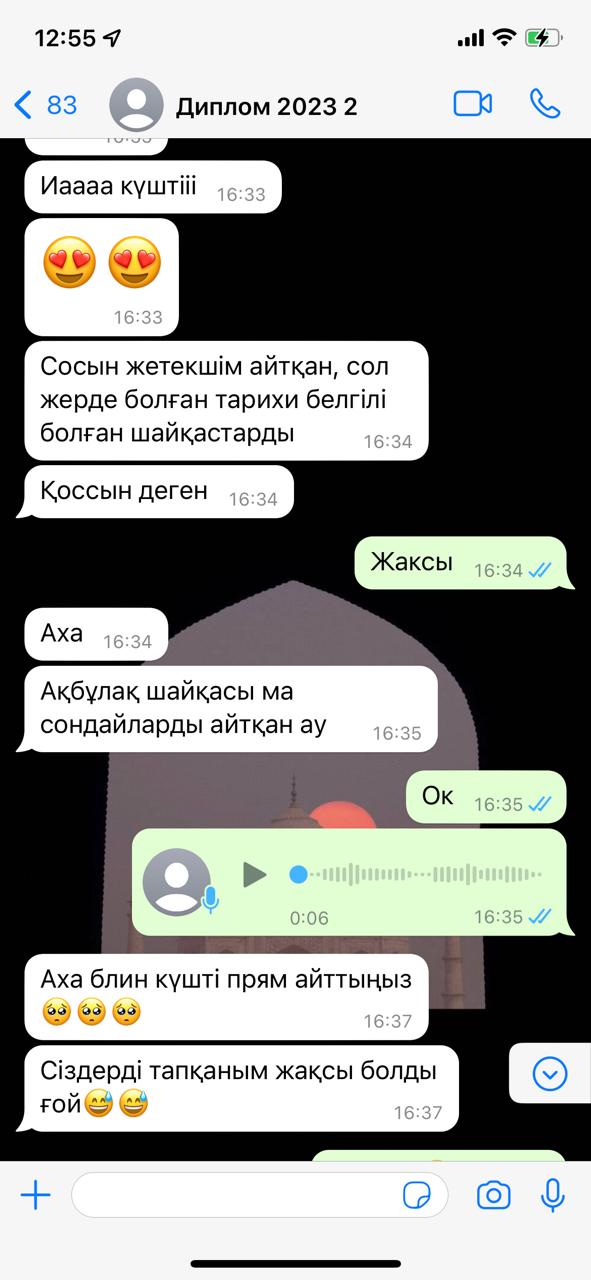 12:55
83
Диплом 2023 2
16:33
Иаааа күштііі 16:33
😍 😍
16:33
Сосын жетекшім айтқан, сол
жерде болған тарихи белгілі
болған шайқастарды 16:34
Қоссын деген 16:34
Жаксы 16:34
Аха 16:34
Ақбұлақ шайқасы ма
сондайларды айтқан ау 16:35
Ок 16:35
0:06 16:35
Аха блин күшті прям айттыңыз
🥺🥺🥺 16:37
Сіздерді тапқаным жақсы болды
ғой😅😅 16:37